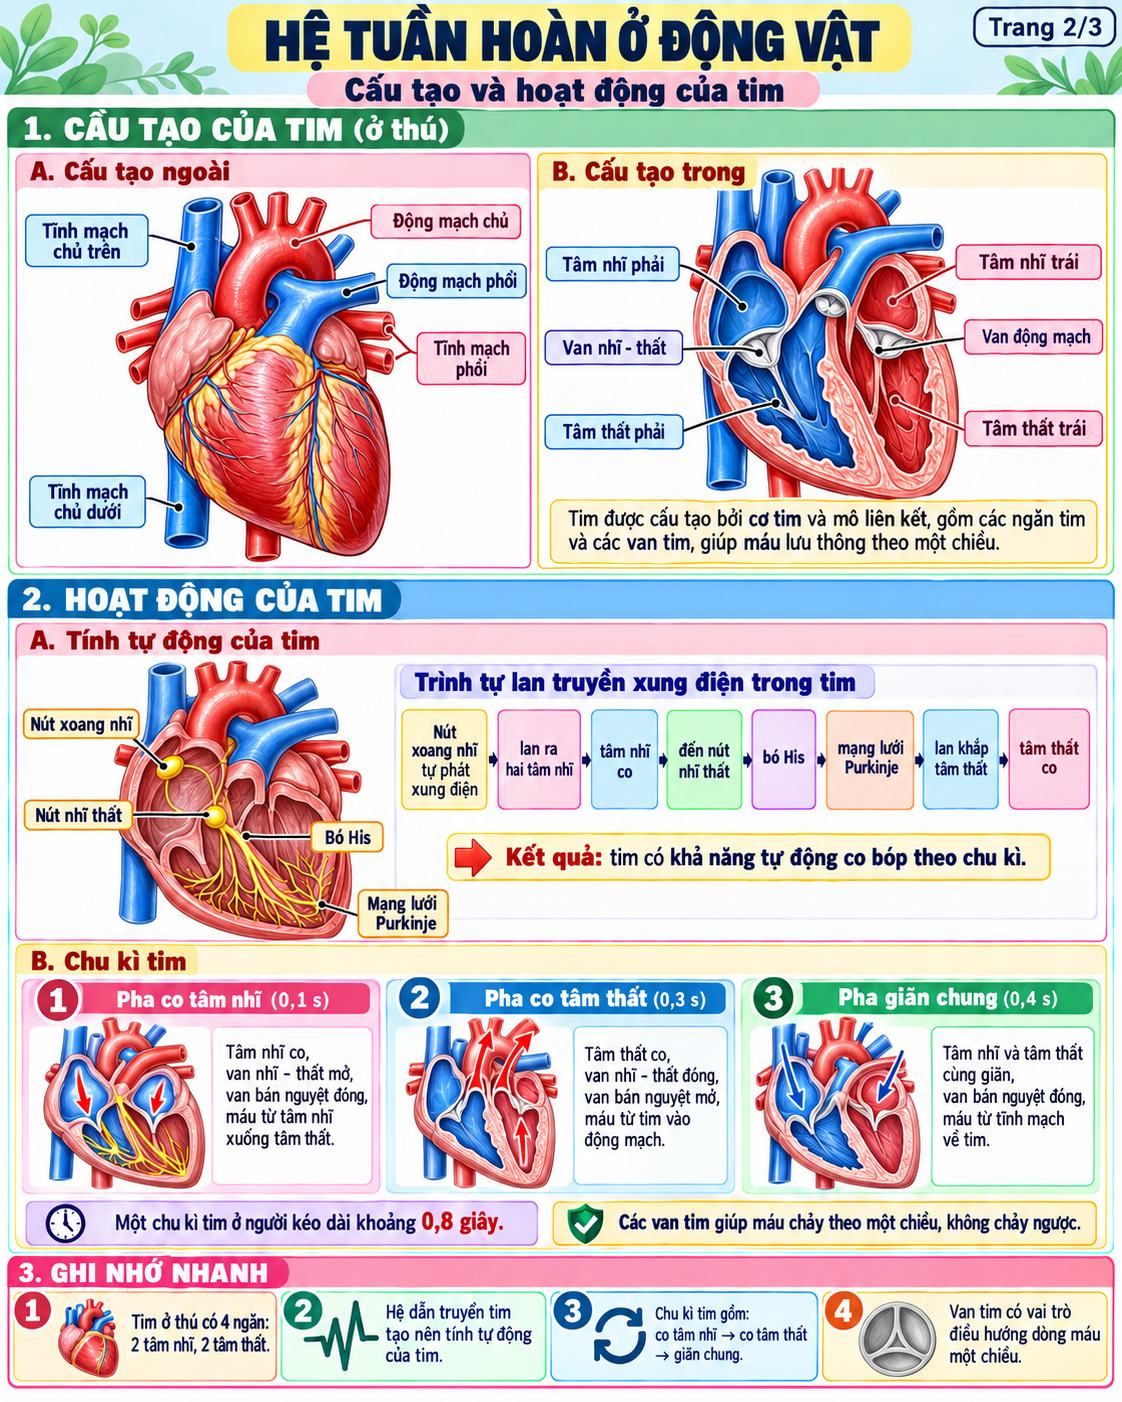 HỆ TUẦN HOÀN Ở ĐỘNG VẬT
Trang 2/3
Cấu tạo và hoạt động của tim
1. CẤU TẠO CỦA TIM (ở thú)
A. Cấu tạo ngoài
Tĩnh mạch
chủ trên
Động mạch chủ
Động mạch phổi
Tĩnh mạch
phổi
Tĩnh mạch
chủ dưới
B. Cấu tạo trong
Tâm nhĩ phải
Tâm nhĩ trái
Van nhĩ - thất
Van động mạch
Tâm thất phải
Tâm thất trái
Tim được cấu tạo bởi cơ tim và mô liên kết, gồm các ngăn tim
và các van tim, giúp máu lưu thông theo một chiều.
2. HOẠT ĐỘNG CỦA TIM
A. Tính tự động của tim
Nút xoang nhĩ
Nút nhĩ thất
Bó His
Mạng lưới
Purkinje
Trình tự lan truyền xung điện trong tim
Nút
xoang nhĩ
tự phát
xung điện
lan ra
hai tâm nhĩ
tâm nhĩ
co
đến nút
nhĩ thất
bó His
mạng lưới
Purkinje
lan khắp
tâm thất
tâm thất
co
Kết quả: tim có khả năng tự động co bóp theo chu kì.
B. Chu kì tim
1 Pha co tâm nhĩ (0,1 s)
Tâm nhĩ co,
van nhĩ - thất mở,
van bán nguyệt đóng,
máu từ tâm nhĩ
xuống tâm thất.
2 Pha co tâm thất (0,3 s)
Tâm thất co,
van nhĩ - thất đóng,
van bán nguyệt mở,
máu từ tim vào
động mạch.
3 Pha giãn chung (0,4 s)
Tâm nhĩ và tâm thất
cùng giãn,
van bán nguyệt đóng,
máu từ tĩnh mạch
về tim.
Một chu kì tim ở người kéo dài khoảng 0,8 giây.
Các van tim giúp máu chảy theo một chiều, không chảy ngược.
3. GHI NHỚ NHANH
1
Tim ở thú có 4 ngăn:
2 tâm nhĩ, 2 tâm thất.
2
Hệ dẫn truyền tim
tạo nên tính tự động
của tim.
3
Chu kì tim gồm:
co tâm nhĩ → co tâm thất
→ giãn chung.
4
Van tim có vai trò
điều hướng dòng máu
một chiều.